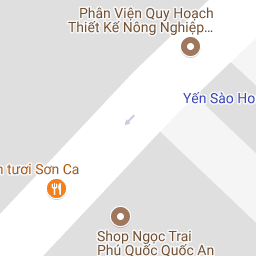 Phân Viện Quy Hoạch
Thiết Kế Nông Nghiệp...
Yến Sào Ho
n tươi Sơn Ca
Shop Ngọc Trai
Phú Quốc Quốc An